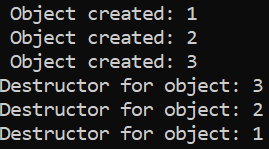 Object created: 1
Object created: 2
Object created: 3
Destructor for object: 3
Destructor for object: 2
Destructor for object: 1